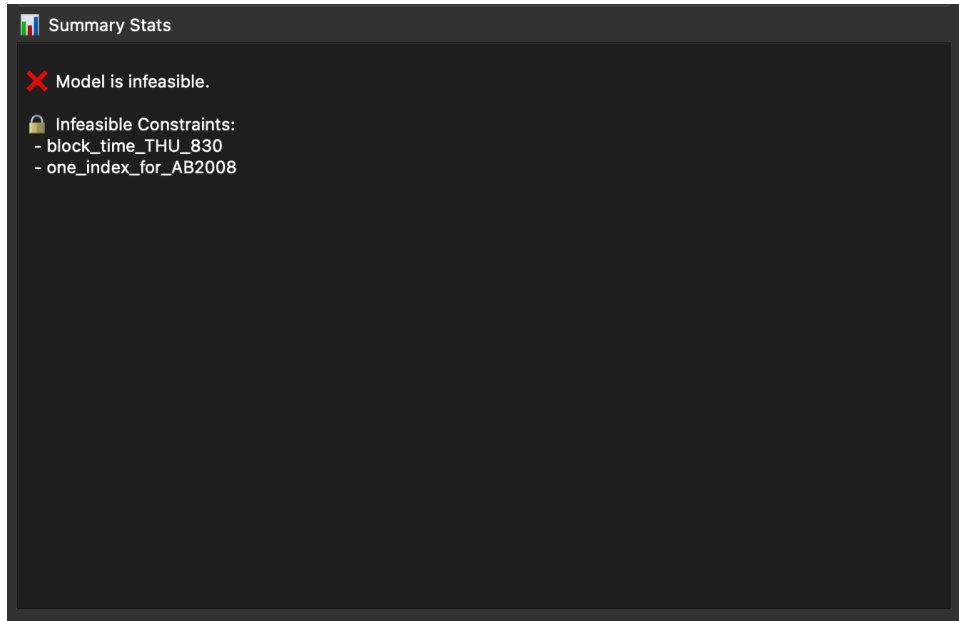 Summary Stats
❌ Model is infeasible.
🔒 Infeasible Constraints:
- block_time_THU_830
- one_index_for_AB2008